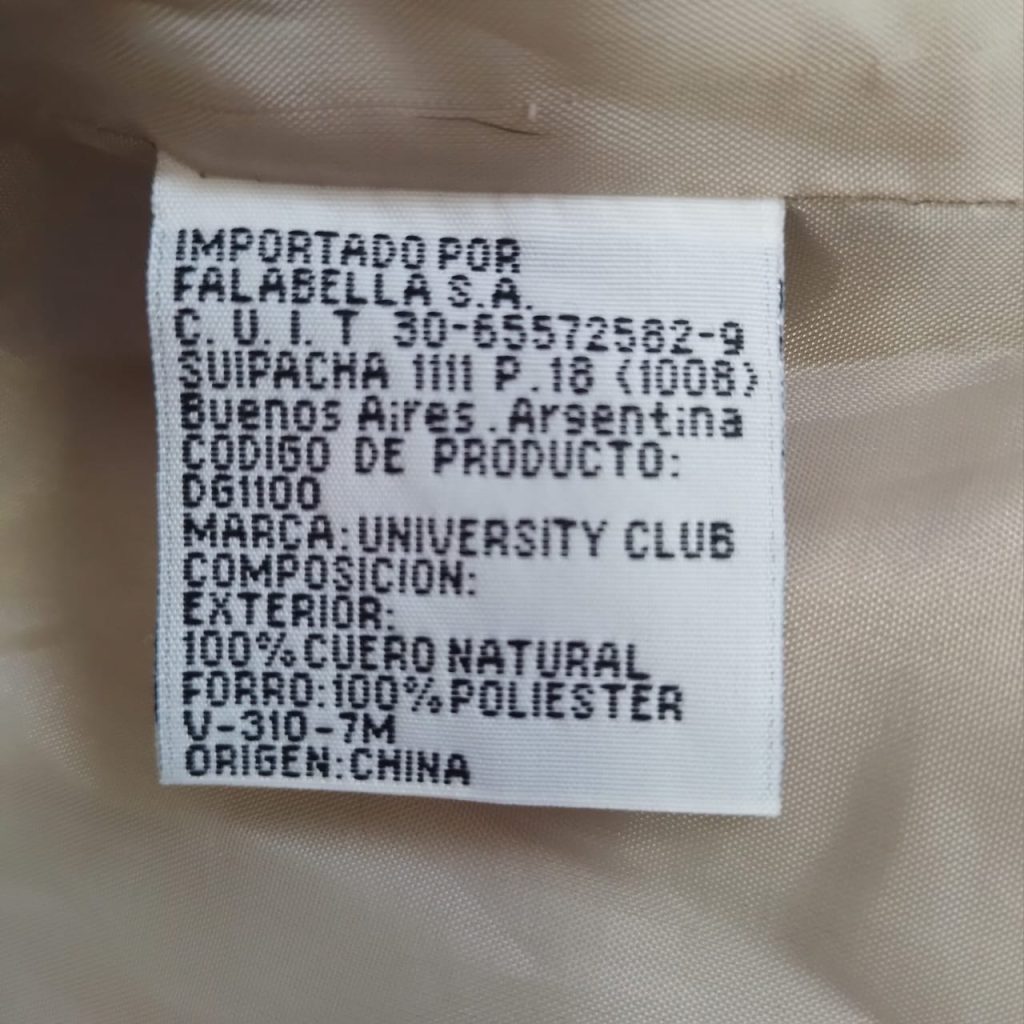 IMPORTADO POR
FALABELLA S.A.
C. U. I. T 30-65572582-9
SUIPACHA 1111 P.18 (1008)
Buenos Aires.Argentina
CODIGO DE PRODUCTO:
DG1100
MARCA:UNIVERSITY CLUB
COMPOSICION:
EXTERIOR:
100%CUERO NATURAL
FORRO:100%POLIESTER
V-310-7M
ORIGEN:CHINA